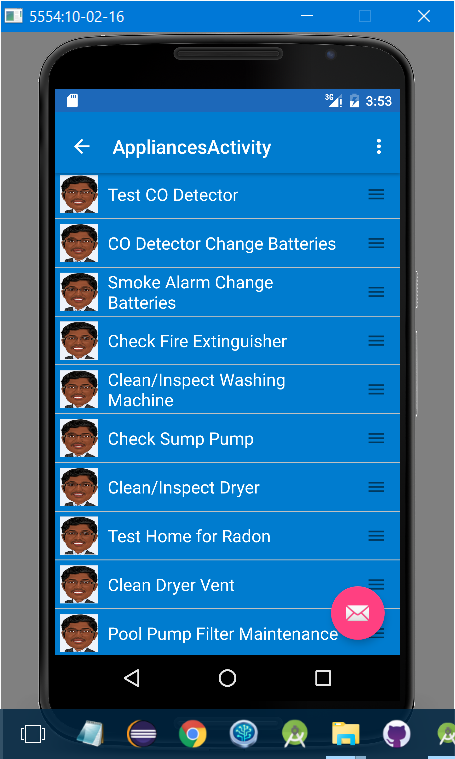 5554:10-02-16
3G 3:53
AppliancesActivity
Test CO Detector
CO Detector Change Batteries
Smoke Alarm Change
Batteries
Check Fire Extinguisher
Clean/Inspect Washing
Machine
Check Sump Pump
Clean/Inspect Dryer
Test Home for Radon
Clean Dryer Vent
Pool Pump Filter Maintenance